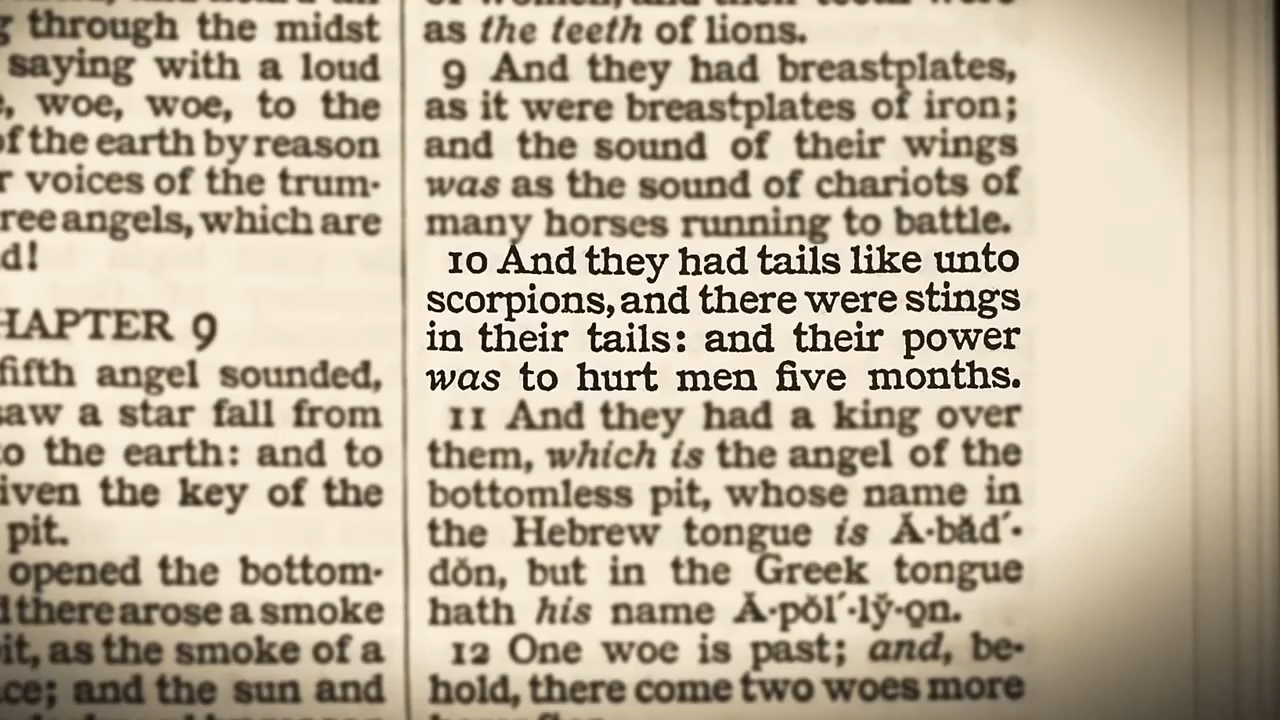 through the midst
saying with a loud
woe, woe, to the
of the earth by reason
voices of the trum-
angels, which are
d!
HAPTER 9
fifth angel sounded,
saw a star fall from
to the earth: and to
iven the key of the
pit.
opened the bottom-
there arose a smoke
it, as the smoke of a
ce; and the sun and
as the teeth of lions.
9 And they had breastplates,
as it were breastplates of iron;
and the sound of their wings
was as the sound of chariots of
many horses running to battle.
10 And they had tails like unto
scorpions, and there were stings
in their tails: and their power
was to hurt men five months.
11 And they had a king over
them, which is the angel of the
bottomless pit, whose name in
the Hebrew tongue is Ă·băd´·
dŏn, but in the Greek tongue
hath his name Ă·pŏl´·lў·ọn.
12 One woe is past; and, be-
hold, there come two woes more